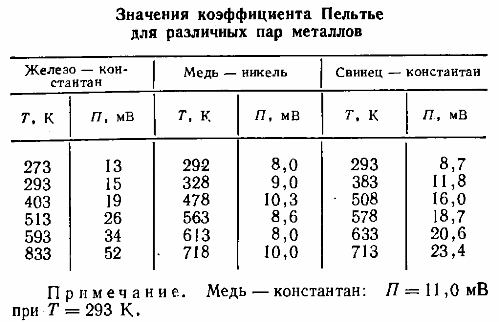 Значения коэффициента Пельтье
для различных пар металлов
Железо — кон- Медь — никель Свинец — константан
стантан
T, К П, мВ T, К П, мВ T, К П, мВ
273 13 292 8,0 293 8,7
293 15 328 9,0 383 11,8
403 19 478 10,3 508 16,0
513 26 563 8,6 578 18,7
593 34 613 8,0 633 20,6
833 52 718 10,0 713 23,4
Примечание. Медь — константан: П = 11,0 мВ
при T = 293 К.